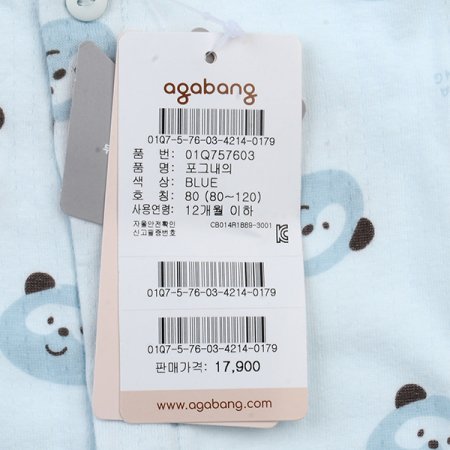 agabang
01Q7-5-76-03-4214-0179
품 번: 01Q757603
품 명: 포그내의
색 상: BLUE
호 칭: 80 (80~120)
사용연령: 12개월 이하
자율안전확인
신고필증번호 CB014R1889-3001
01Q7-5-76-03-4214-0179
01Q7-5-76-03-4214-0179
판매가격: 17,900
www.agabang.com